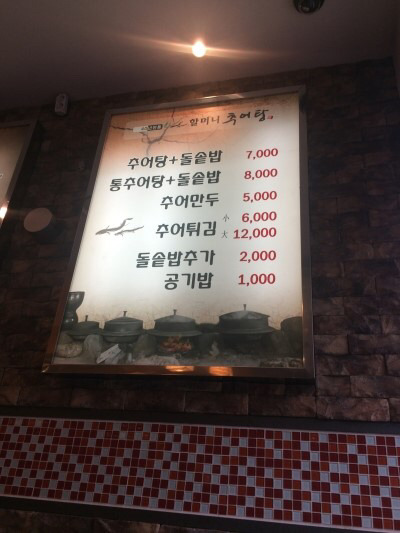 할머니 추어탕
추어탕+돌솥밥 7,000
통추어탕+돌솥밥 8,000
추어만두 5,000
추어튀김 小 6,000
大 12,000
돌솥밥추가 2,000
공기밥 1,000